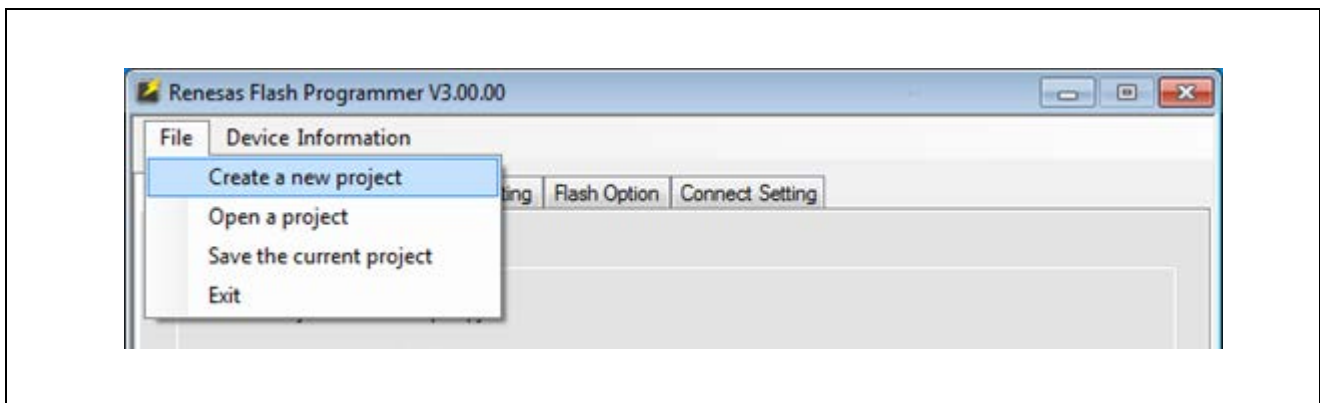 Renesas Flash Programmer V3.00.00
File Device Information
Create a new project
Flash Option Connect Setting
Open a project
Save the current project
Exit